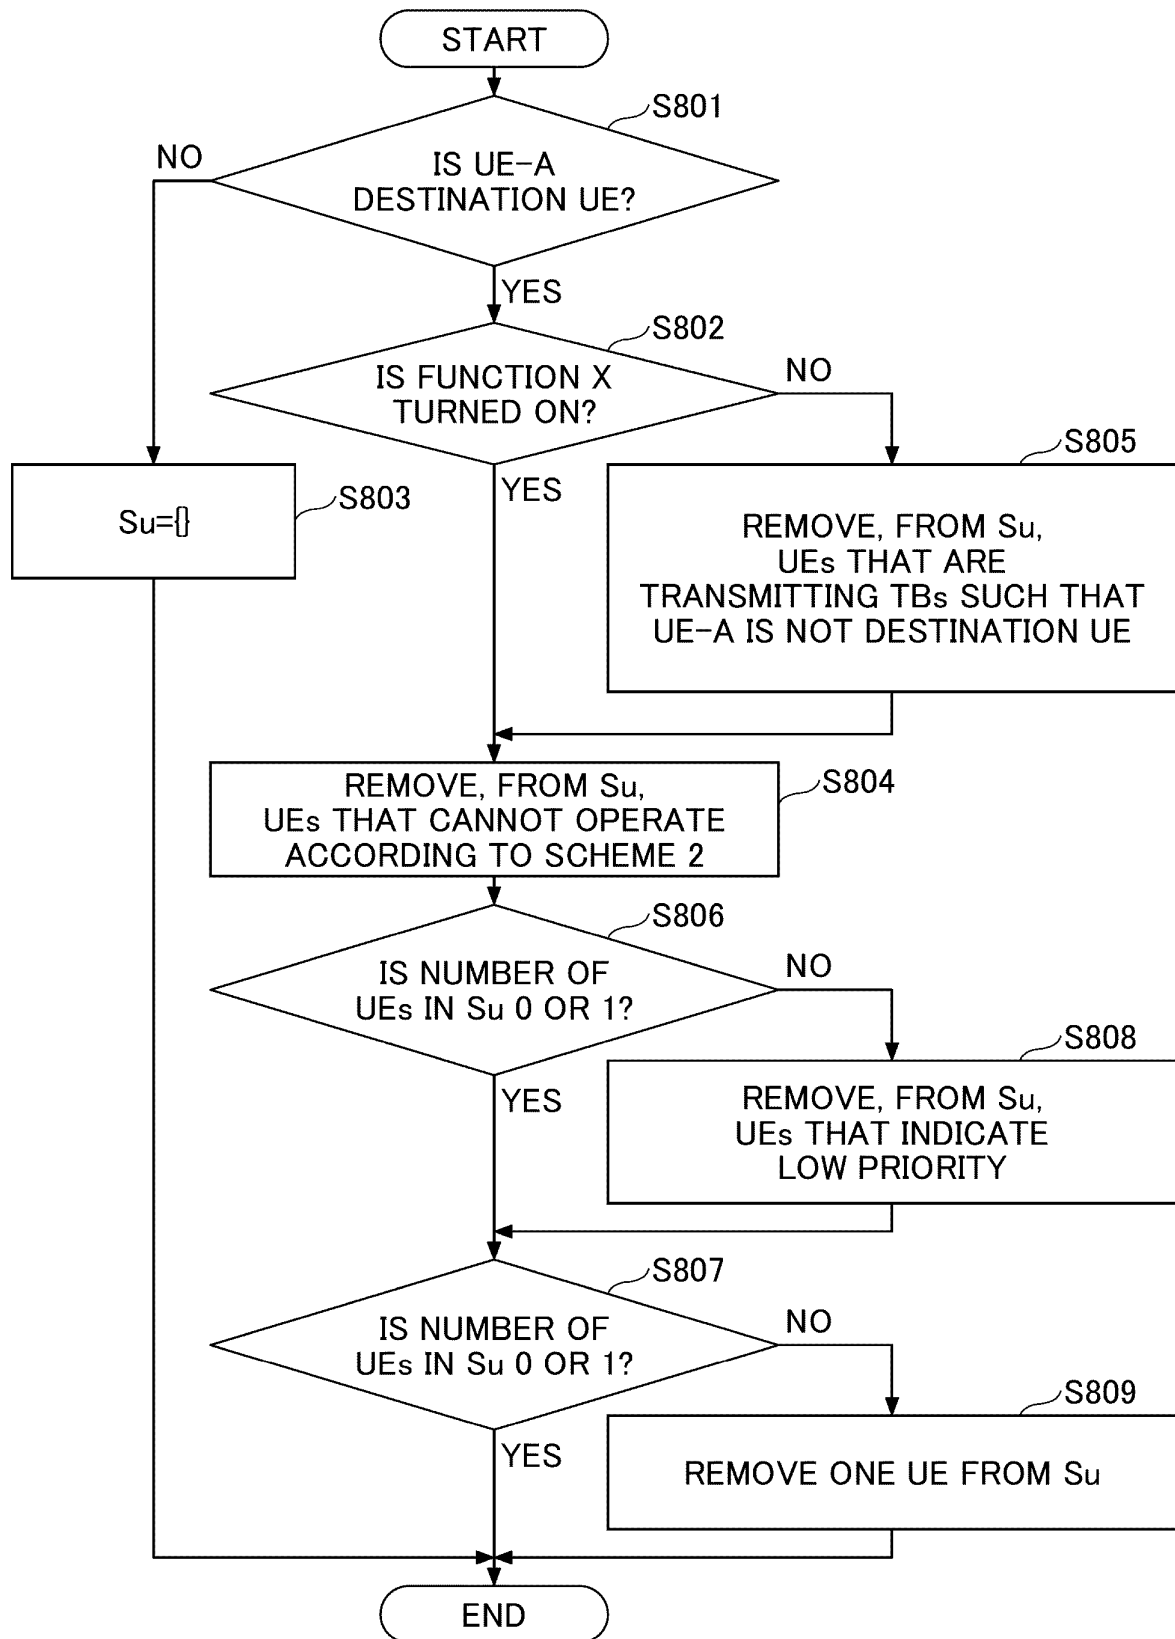 START
S801
NO
IS UE-A
DESTINATION UE?
YES
S802
IS FUNCTION X
TURNED ON?
NO
YES
S803
Su={}
S805
REMOVE, FROM Su,
UEs THAT ARE
TRANSMITTING TBs SUCH THAT
UE-A IS NOT DESTINATION UE
S804
REMOVE, FROM Su,
UEs THAT CANNOT OPERATE
ACCORDING TO SCHEME 2
S806
IS NUMBER OF
UEs IN Su 0 OR 1?
NO
YES
S808
REMOVE, FROM Su,
UEs THAT INDICATE
LOW PRIORITY
S807
IS NUMBER OF
UEs IN Su 0 OR 1?
NO
YES
S809
REMOVE ONE UE FROM Su
END